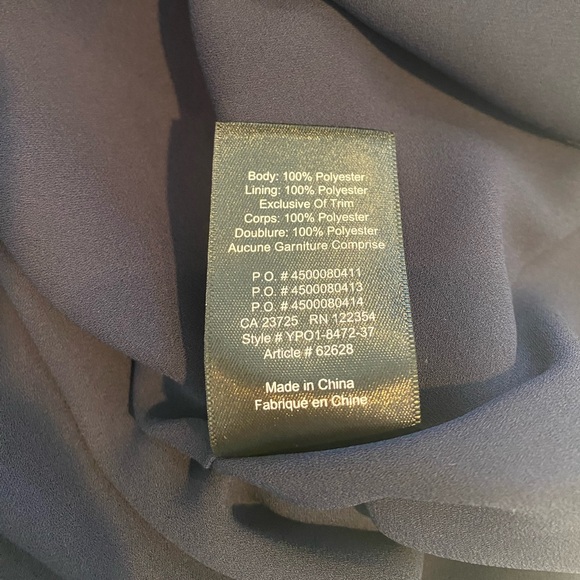 Body: 100% Polyester
Lining: 100% Polyester
Exclusive Of Trim
Corps: 100% Polyester
Doublure: 100% Polyester
Aucune Garniture Comprise
P.O. # 4500080411
P.O. # 4500080413
P.O. # 4500080414
CA 23725 RN 122354
Style # YPO1-8472-37
Article # 62628
Made in China
Fabriqué en Chine